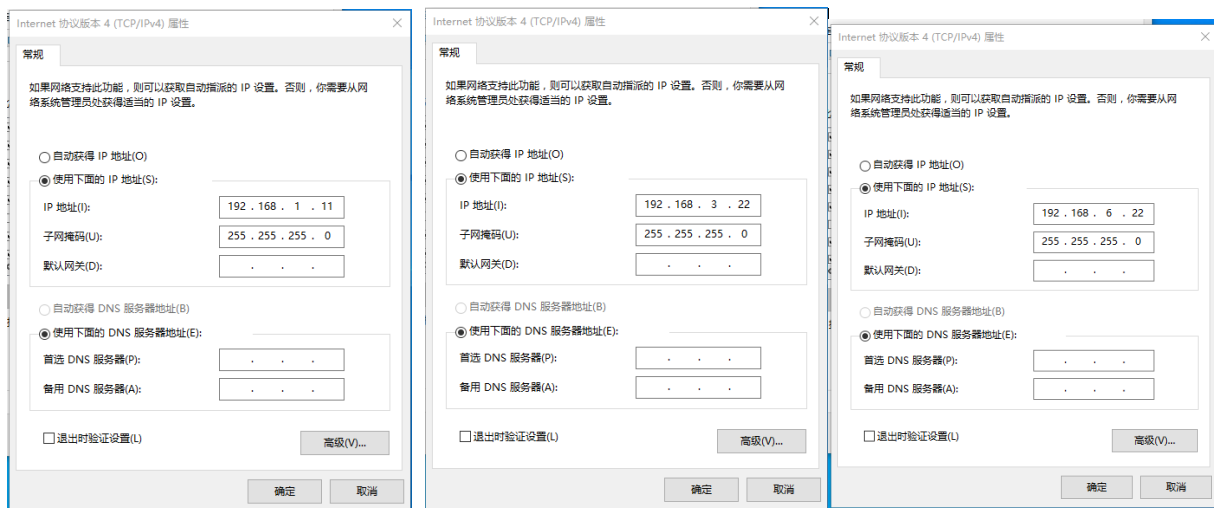 Internet 协议版本 4 (TCP/IPv4) 属性
常规
如果网络支持此功能，则可以获取自动指派的 IP 设置。否则，你需要从网
络系统管理员处获得适当的 IP 设置。
自动获得 IP 地址(O)
使用下面的 IP 地址(S):
IP 地址(I):
192 . 168 . 1 . 11
子网掩码(U):
255 . 255 . 255 . 0
默认网关(D):
. . .
自动获得 DNS 服务器地址(B)
使用下面的 DNS 服务器地址(E):
首选 DNS 服务器(P):
. . .
备用 DNS 服务器(A):
. . .
退出时验证设置(L)
高级(V)...
确定
取消
Internet 协议版本 4 (TCP/IPv4) 属性
常规
如果网络支持此功能，则可以获取自动指派的 IP 设置。否则，你需要从网
络系统管理员处获得适当的 IP 设置。
自动获得 IP 地址(O)
使用下面的 IP 地址(S):
IP 地址(I):
192 . 168 . 3 . 22
子网掩码(U):
255 . 255 . 255 . 0
默认网关(D):
. . .
自动获得 DNS 服务器地址(B)
使用下面的 DNS 服务器地址(E):
首选 DNS 服务器(P):
. . .
备用 DNS 服务器(A):
. . .
退出时验证设置(L)
高级(V)...
确定
取消
Internet 协议版本 4 (TCP/IPv4) 属性
常规
如果网络支持此功能，则可以获取自动指派的 IP 设置。否则，你需要从网
络系统管理员处获得适当的 IP 设置。
自动获得 IP 地址(O)
使用下面的 IP 地址(S):
IP 地址(I):
192 . 168 . 6 . 22
子网掩码(U):
255 . 255 . 255 . 0
默认网关(D):
. . .
自动获得 DNS 服务器地址(B)
使用下面的 DNS 服务器地址(E):
首选 DNS 服务器(P):
. . .
备用 DNS 服务器(A):
. . .
退出时验证设置(L)
高级(V)...
确定
取消